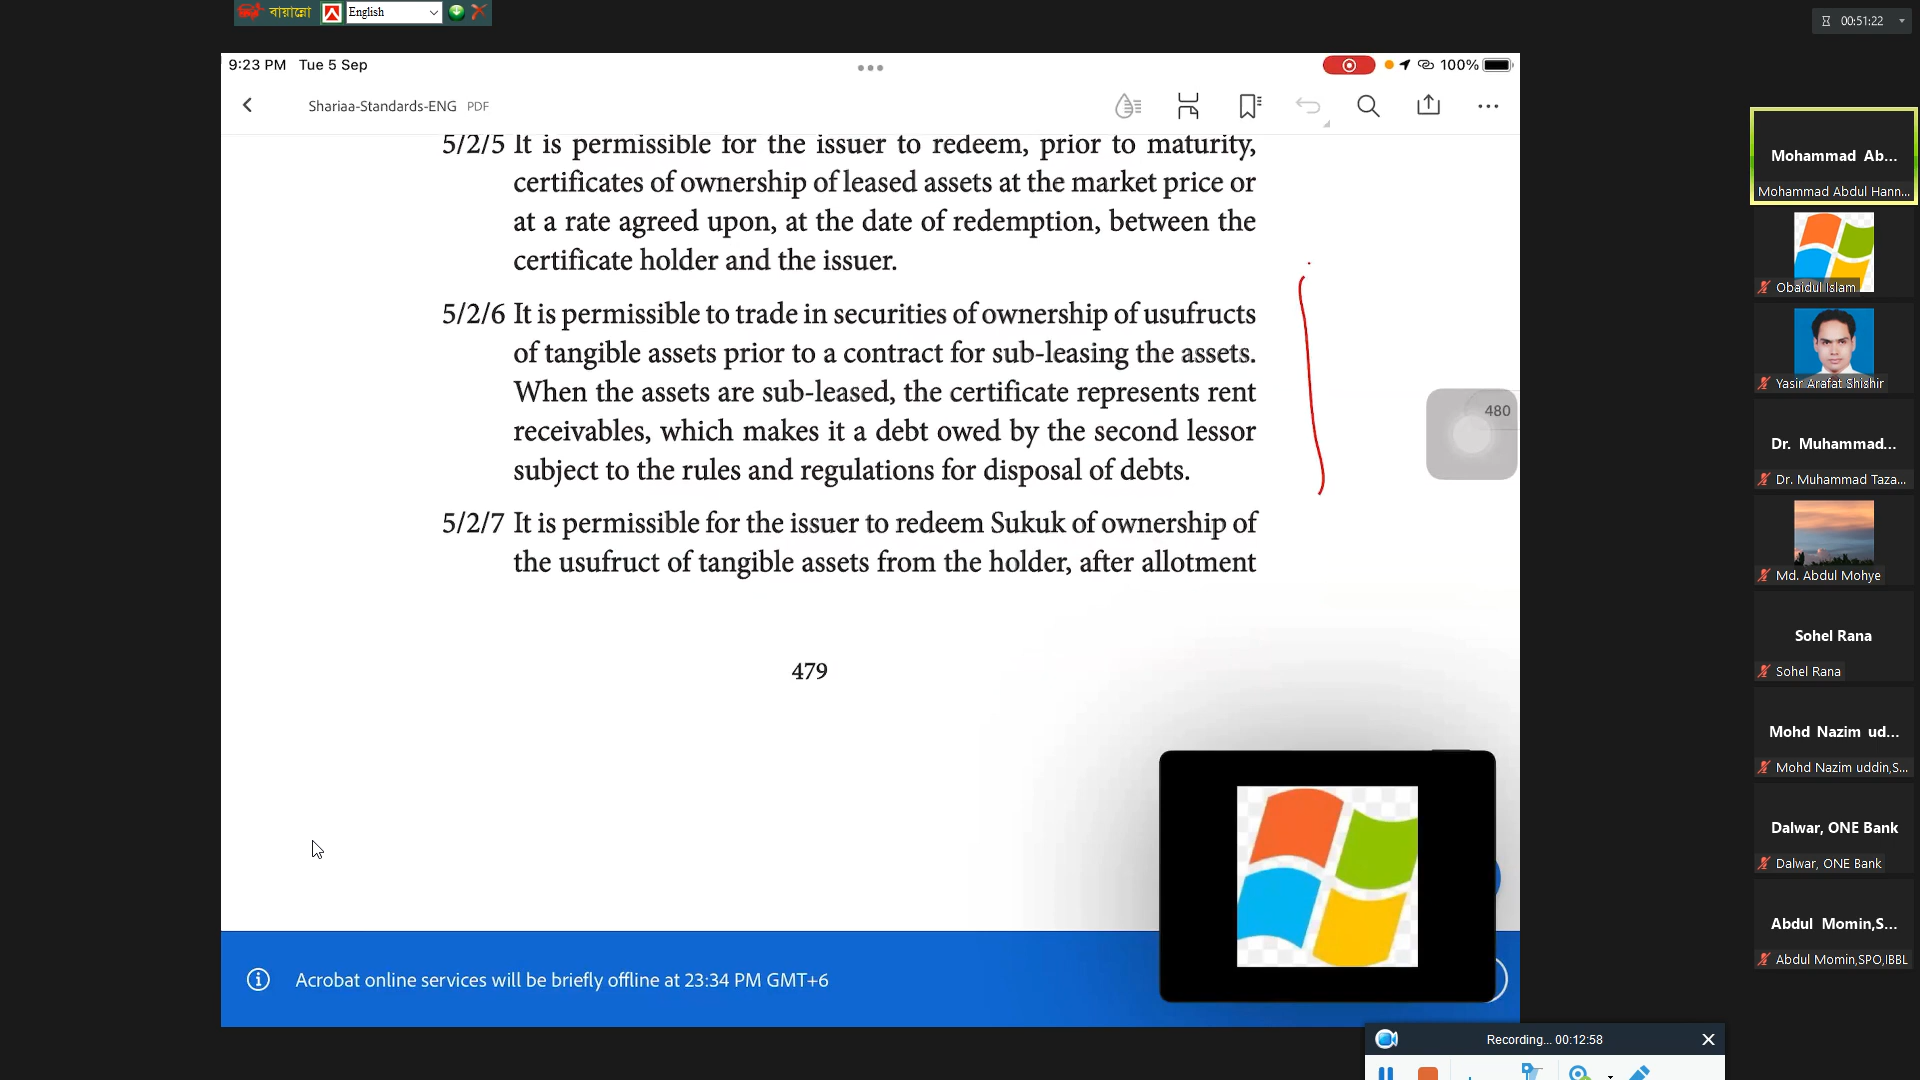 বায়ান্নো
English
00:51:22
9:23 PM Tue 5 Sep
100%
Shariaa-Standards-ENG PDF
5/2/5 It is permissible for the issuer to redeem, prior to maturity,
certificates of ownership of leased assets at the market price or
at a rate agreed upon, at the date of redemption, between the
certificate holder and the issuer.
5/2/6 It is permissible to trade in securities of ownership of usufructs
of tangible assets prior to a contract for sub-leasing the assets.
When the assets are sub-leased, the certificate represents rent
receivables, which makes it a debt owed by the second lessor
subject to the rules and regulations for disposal of debts.
5/2/7 It is permissible for the issuer to redeem Sukuk of ownership of
the usufruct of tangible assets from the holder, after allotment
479
480
Acrobat online services will be briefly offline at 23:34 PM GMT+6
Mohammad Ab...
Mohammad Abdul Hann...
Obaidul Islam
Yasir Arafat Shishir
Dr. Muhammad...
Dr. Muhammad Taza...
Md. Abdul Mohye
Sohel Rana
Sohel Rana
Mohd Nazim ud...
Mohd Nazim uddin,S...
Dalwar, ONE Bank
Dalwar, ONE Bank
Abdul Momin,S...
Abdul Momin,SPO,IBBL
Recording... 00:12:58